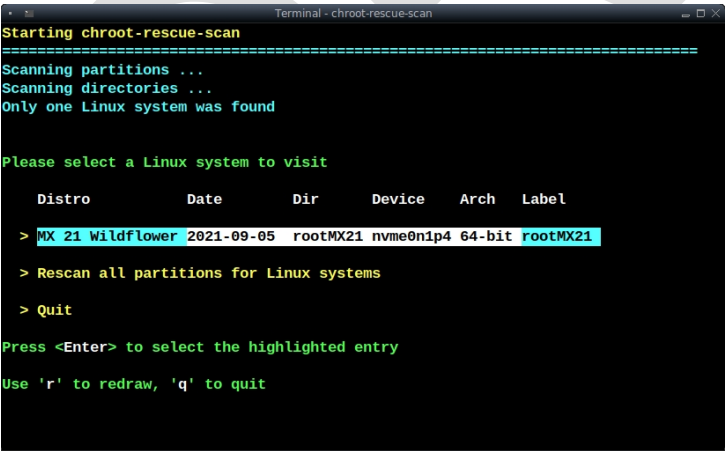 Terminal - chroot-rescue-scan
Starting chroot-rescue-scan
===============================================================================
Scanning partitions ...
Scanning directories ...
Only one Linux system was found
Please select a Linux system to visit
Distro Date Dir Device Arch Label
> MX 21 Wildflower 2021-09-05 rootMX21 nvme0n1p4 64-bit rootMX21
> Rescan all partitions for Linux systems
> Quit
Press <Enter> to select the highlighted entry
Use 'r' to redraw, 'q' to quit